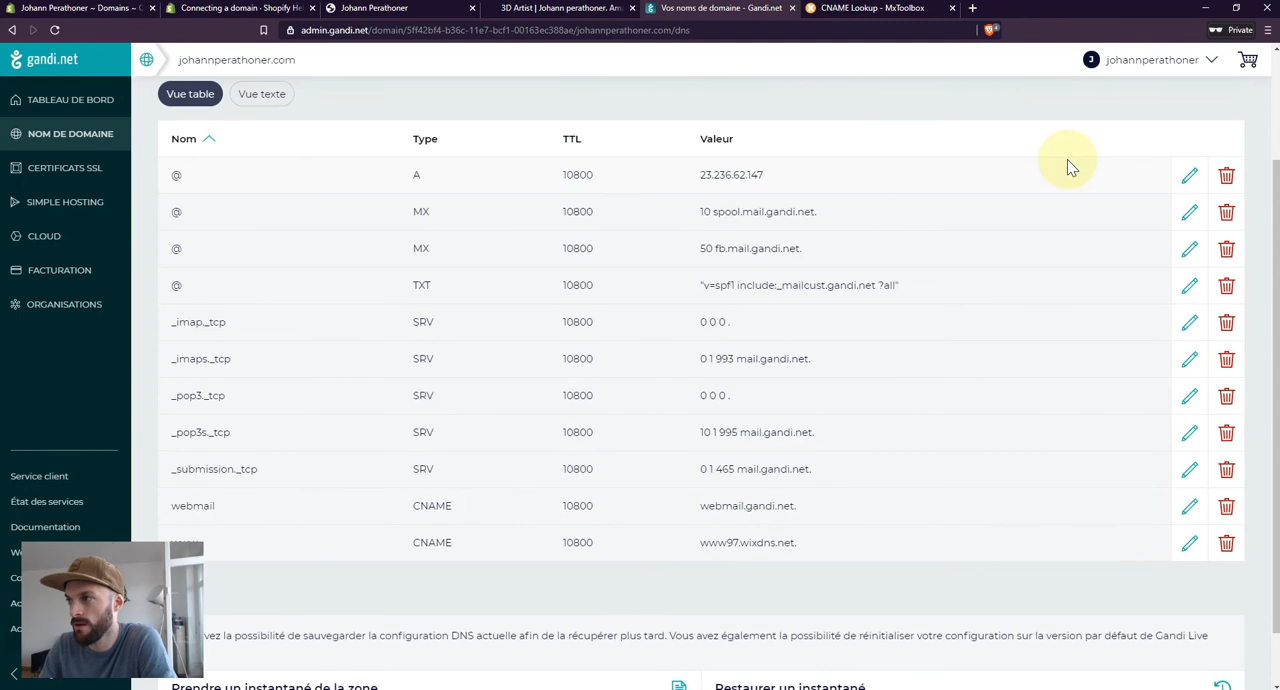 Johann Perathoner ~ Domains ~
Connecting a domain · Shopify Hel
Johann Perathoner
3D Artist | Johann perathoner. Ama
Vos noms de domaine - Gandi.net
CNAME Lookup - MxToolbox
admin.gandi.net/domain/5ff42bf4-b36c-11e7-bcf1-00163ec388ae/johannperathoner.com/dns
Private
gandi.net
johannperathoner.com
J
johannperathoner
TABLEAU DE BORD
NOM DE DOMAINE
CERTIFICATS SSL
SIMPLE HOSTING
CLOUD
FACTURATION
ORGANISATIONS
Service client
État des services
Documentation
Vue table
Vue texte
Nom Type TTL Valeur
@ A 10800 23.236.62.147
@ MX 10800 10 spool.mail.gandi.net.
@ MX 10800 50 fb.mail.gandi.net.
@ TXT 10800 "v=spf1 include:_mailcust.gandi.net ?all"
_imap._tcp SRV 10800 0 0 0 .
_imaps._tcp SRV 10800 0 1 993 mail.gandi.net.
_pop3._tcp SRV 10800 0 0 0 .
_pop3s._tcp SRV 10800 10 1 995 mail.gandi.net.
_submission._tcp SRV 10800 0 1 465 mail.gandi.net.
webmail CNAME 10800 webmail.gandi.net.
CNAME 10800 www97.wixdns.net.
la possibilité de sauvegarder la configuration DNS actuelle afin de la récupérer plus tard. Vous avez également la possibilité de réinitialiser votre configuration sur la version par défaut de Gandi Live
Prendre un instantané de la zone
Restaurer un instantané